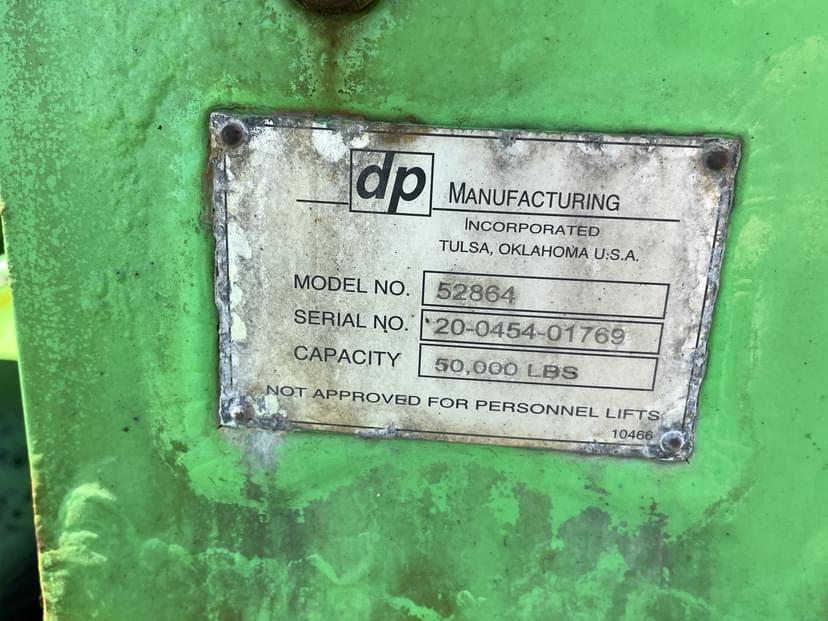 dp MANUFACTURING
INCORPORATED
TULSA, OKLAHOMA U.S.A.
MODEL NO. 52864
SERIAL NO. 20-0454-01769
CAPACITY 50,000 LBS
NOT APPROVED FOR PERSONNEL LIFTS
10466